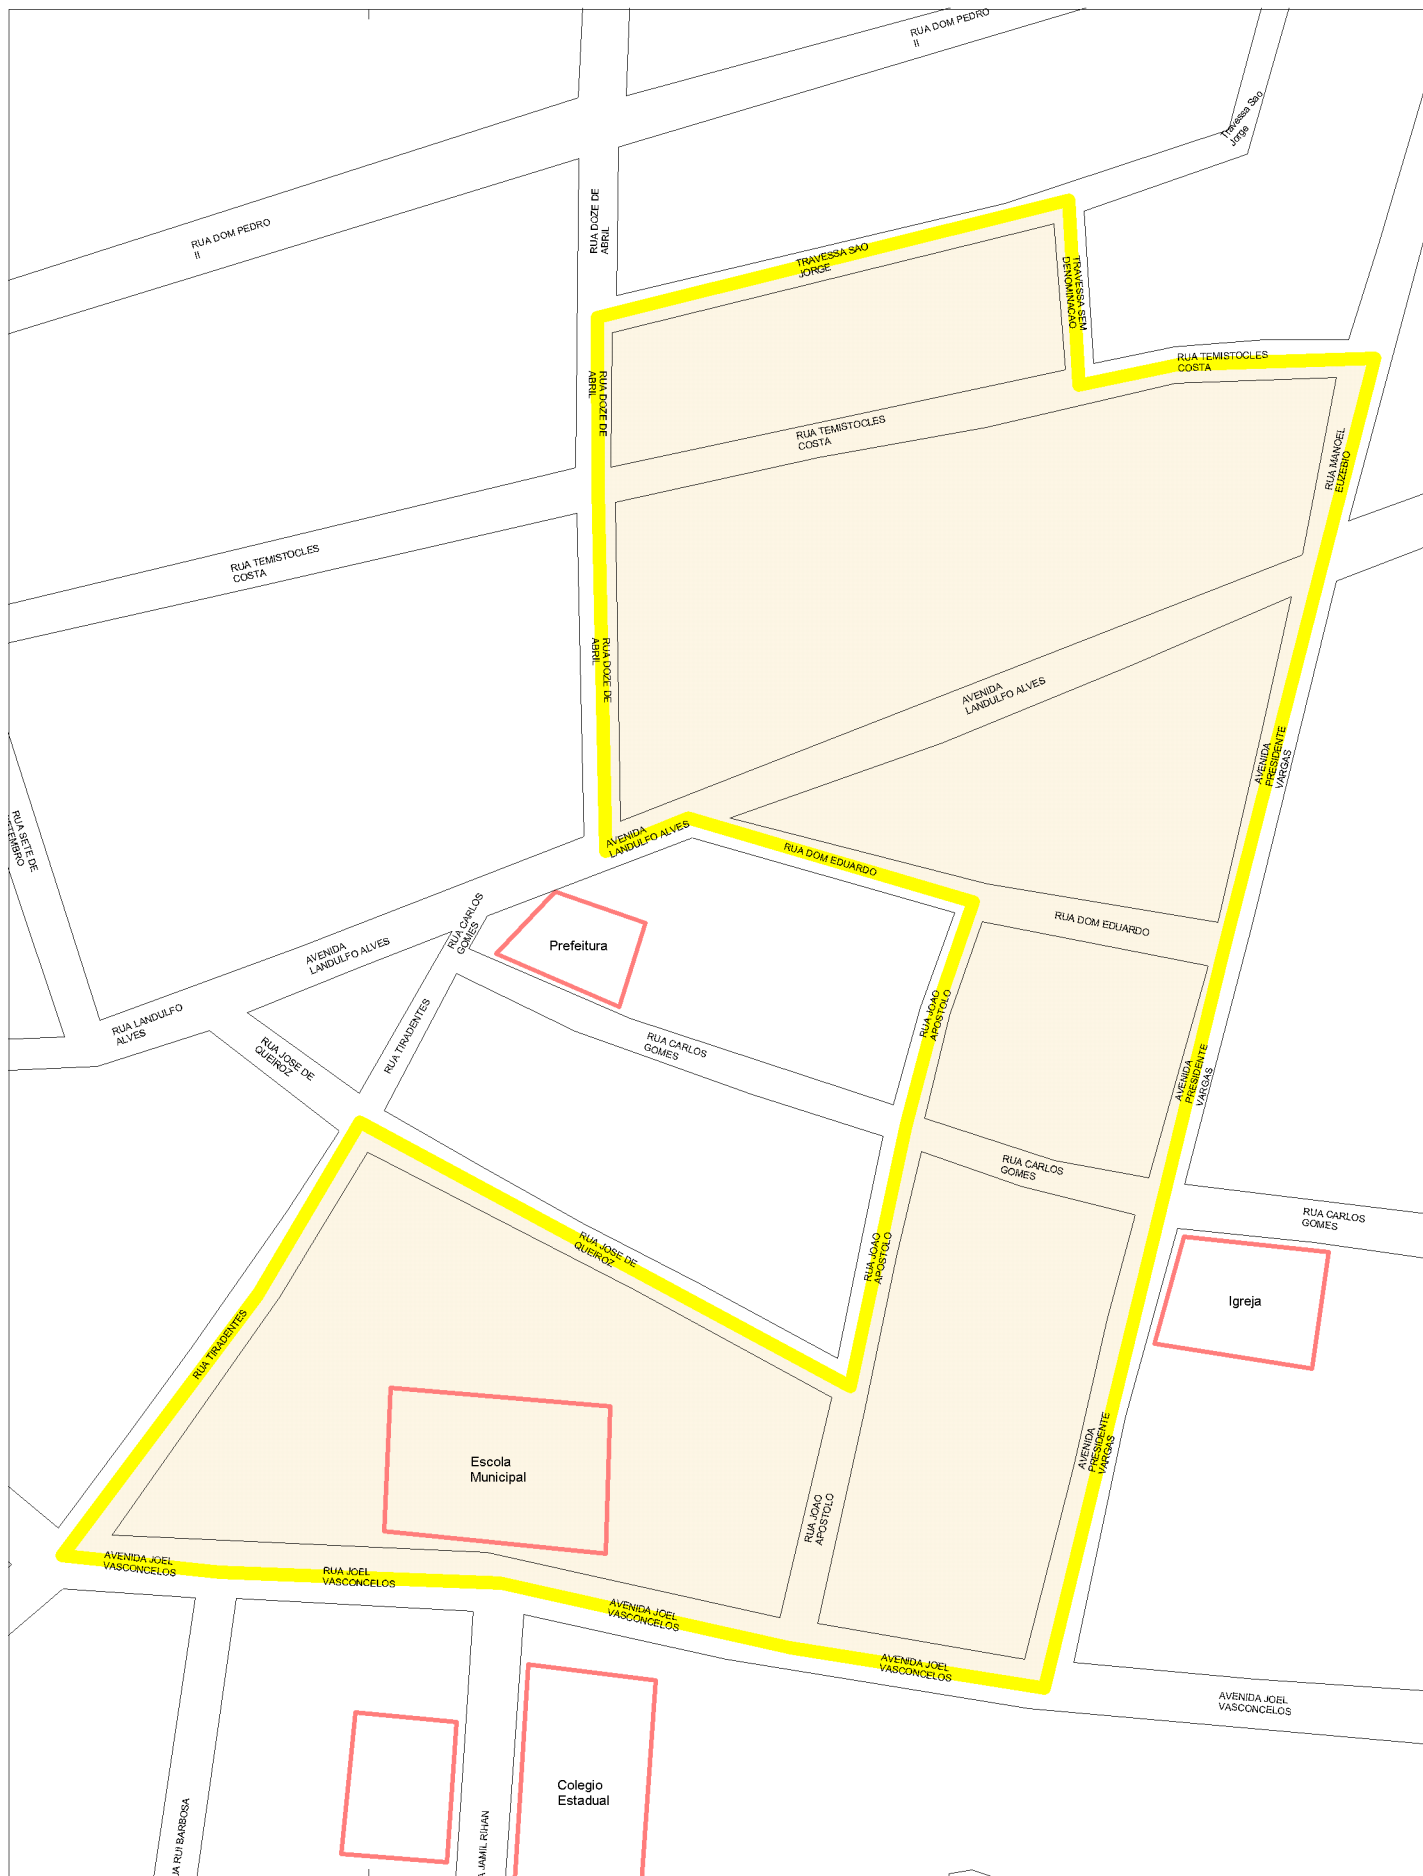 RUA DOM PEDRO
II
Travessa Sao
Jorge
RUA DOZE DE
ABRIL
RUA DOM PEDRO
II
TRAVESSA SAO
JORGE
TRAVESSA SEM
DENOMINACAO
RUA TEMISTOCLES
COSTA
RUA DOZE DE
ABRIL
RUA TEMISTOCLES
COSTA
RUA MANOEL
EUZEBIO
RUA TEMISTOCLES
COSTA
RUA DOZE DE
ABRIL
AVENIDA
LANDULFO ALVES
AVENIDA
PRESIDENTE
VARGAS
RUA SETE DE
AVENIDA
LANDULFO ALVES
RUA DOM EDUARDO
RUA DOM EDUARDO
RUA CARLOS
GOMES
Prefeitura
AVENIDA
LANDULFO ALVES
RUA LANDULFO
ALVES
RUA JOSE DE
QUEIROZ
RUA TIRADENTES
RUA CARLOS
GOMES
RUA JOAO
APOSTOLO
AVENIDA
PRESIDENTE
VARGAS
RUA CARLOS
GOMES
RUA CARLOS
GOMES
RUA JOSE DE
QUEIROZ
RUA JOAO
APOSTOLO
Igreja
RUA TIRADENTES
Escola
Municipal
AVENIDA
PRESIDENTE
VARGAS
RUA JOAO
APOSTOLO
AVENIDA JOEL
VASCONCELOS
RUA JOEL
VASCONCELOS
AVENIDA JOEL
VASCONCELOS
AVENIDA JOEL
VASCONCELOS
AVENIDA JOEL
VASCONCELOS
Colegio
Estadual
RUI BARBOSA
JAMIL RIHAN